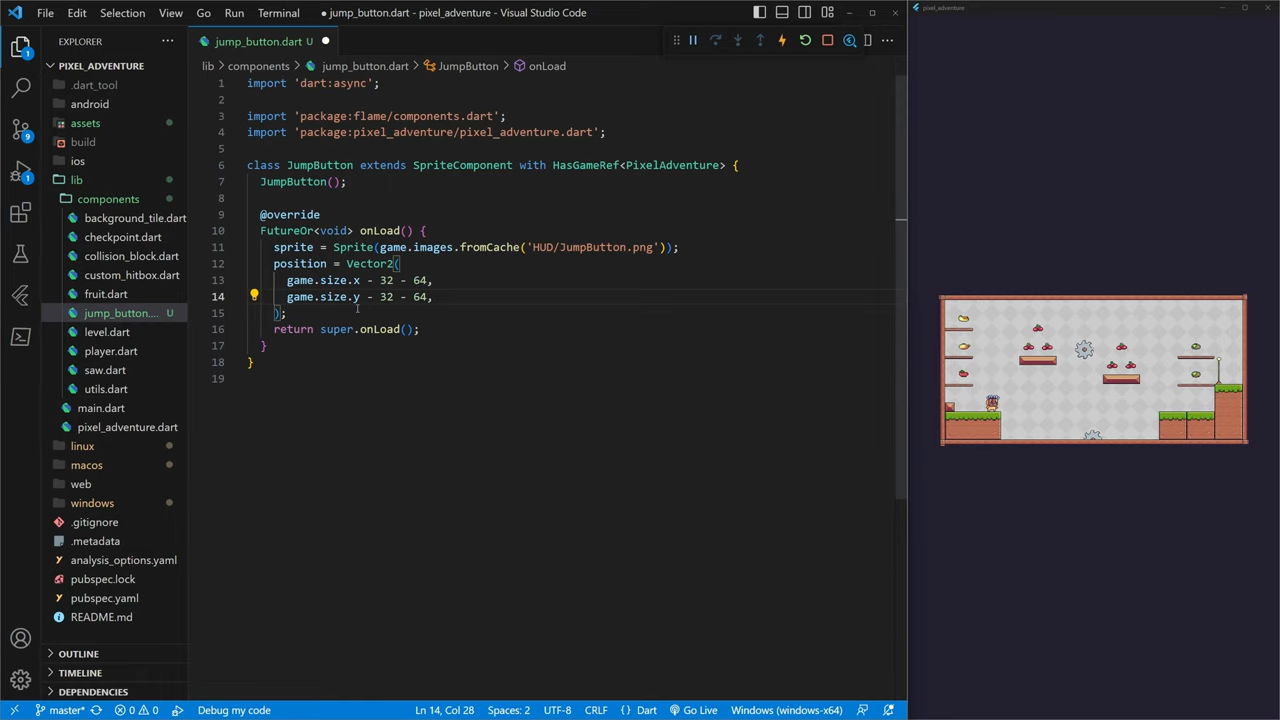 File Edit Selection View Go Run Terminal
● jump_button.dart - pixel_adventure - Visual Studio Code
pixel_adventure
EXPLORER
PIXEL_ADVENTURE
.dart_tool
android
assets
build
ios
lib
components
background_tile.dart
checkpoint.dart
collision_block.dart
custom_hitbox.dart
fruit.dart
jump_button.... U
level.dart
player.dart
saw.dart
utils.dart
main.dart
pixel_adventure.dart
linux
macos
web
windows
.gitignore
.metadata
analysis_options.yaml
pubspec.lock
pubspec.yaml
README.md
OUTLINE
TIMELINE
DEPENDENCIES
1
9
1
jump_button.dart U
lib > components > jump_button.dart > JumpButton > onLoad
1 import 'dart:async';
2
3 import 'package:flame/components.dart';
4 import 'package:pixel_adventure/pixel_adventure.dart';
5
6 class JumpButton extends SpriteComponent with HasGameRef<PixelAdventure> {
7 JumpButton();
8
9 @override
10 FutureOr<void> onLoad() {
11 sprite = Sprite(game.images.fromCache('HUD/JumpButton.png'));
12 position = Vector2(
13 game.size.x - 32 - 64,
14 game.size.y - 32 - 64,
15 );
16 return super.onLoad();
17 }
18 }
19
master* 0 0 Debug my code
Ln 14, Col 28 Spaces: 2 UTF-8 CRLF {} Dart Go Live Windows (windows-x64)